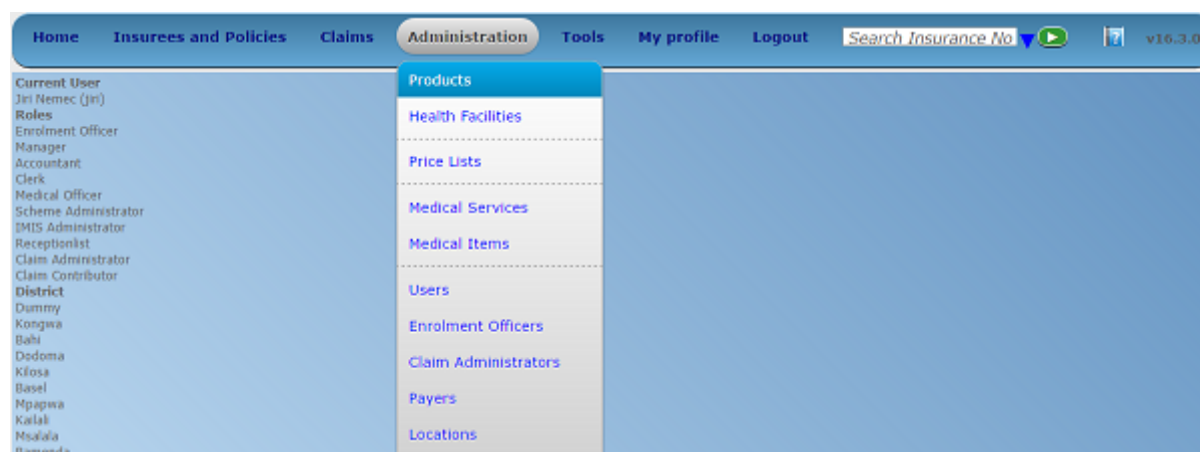 Home Insurees and Policies Claims Administration Tools My profile Logout Search Insurance No ? v16.3.0
Current User
Jiri Nemec (jiri)
Roles
Enrolment Officer
Manager
Accountant
Clerk
Medical Officer
Scheme Administrator
IMIS Administrator
Receptionist
Claim Administrator
Claim Contributor
District
Dummy
Kongwa
Bahi
Dodoma
Kilosa
Basel
Mpapwa
Kailali
Msalala
Products
Health Facilities
Price Lists
Medical Services
Medical Items
Users
Enrolment Officers
Claim Administrators
Payers
Locations